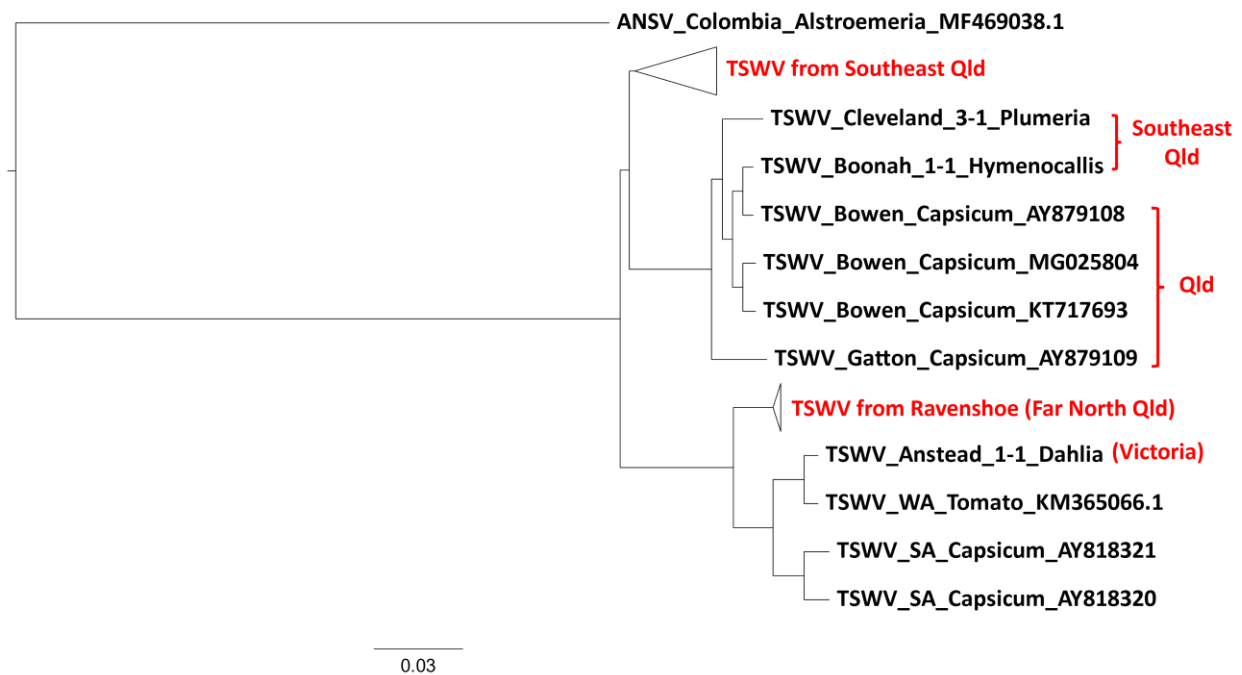 ANSV_Colombia_Alstroemeria_MF469038.1
TSWV from Southeast Qld
TSWV_Cleveland_3-1_Plumeria
Southeast
Qld
TSWV_Boonah_1-1_Hymenocallis
TSWV_Bowen_Capsicum_AY879108
TSWV_Bowen_Capsicum_MG025804
Qld
TSWV_Bowen_Capsicum_KT717693
TSWV_Gatton_Capsicum_AY879109
TSWV from Ravenshoe (Far North Qld)
TSWV_Anstead_1-1_Dahlia (Victoria)
TSWV_WA_Tomato_KM365066.1
TSWV_SA_Capsicum_AY818321
TSWV_SA_Capsicum_AY818320
0.03